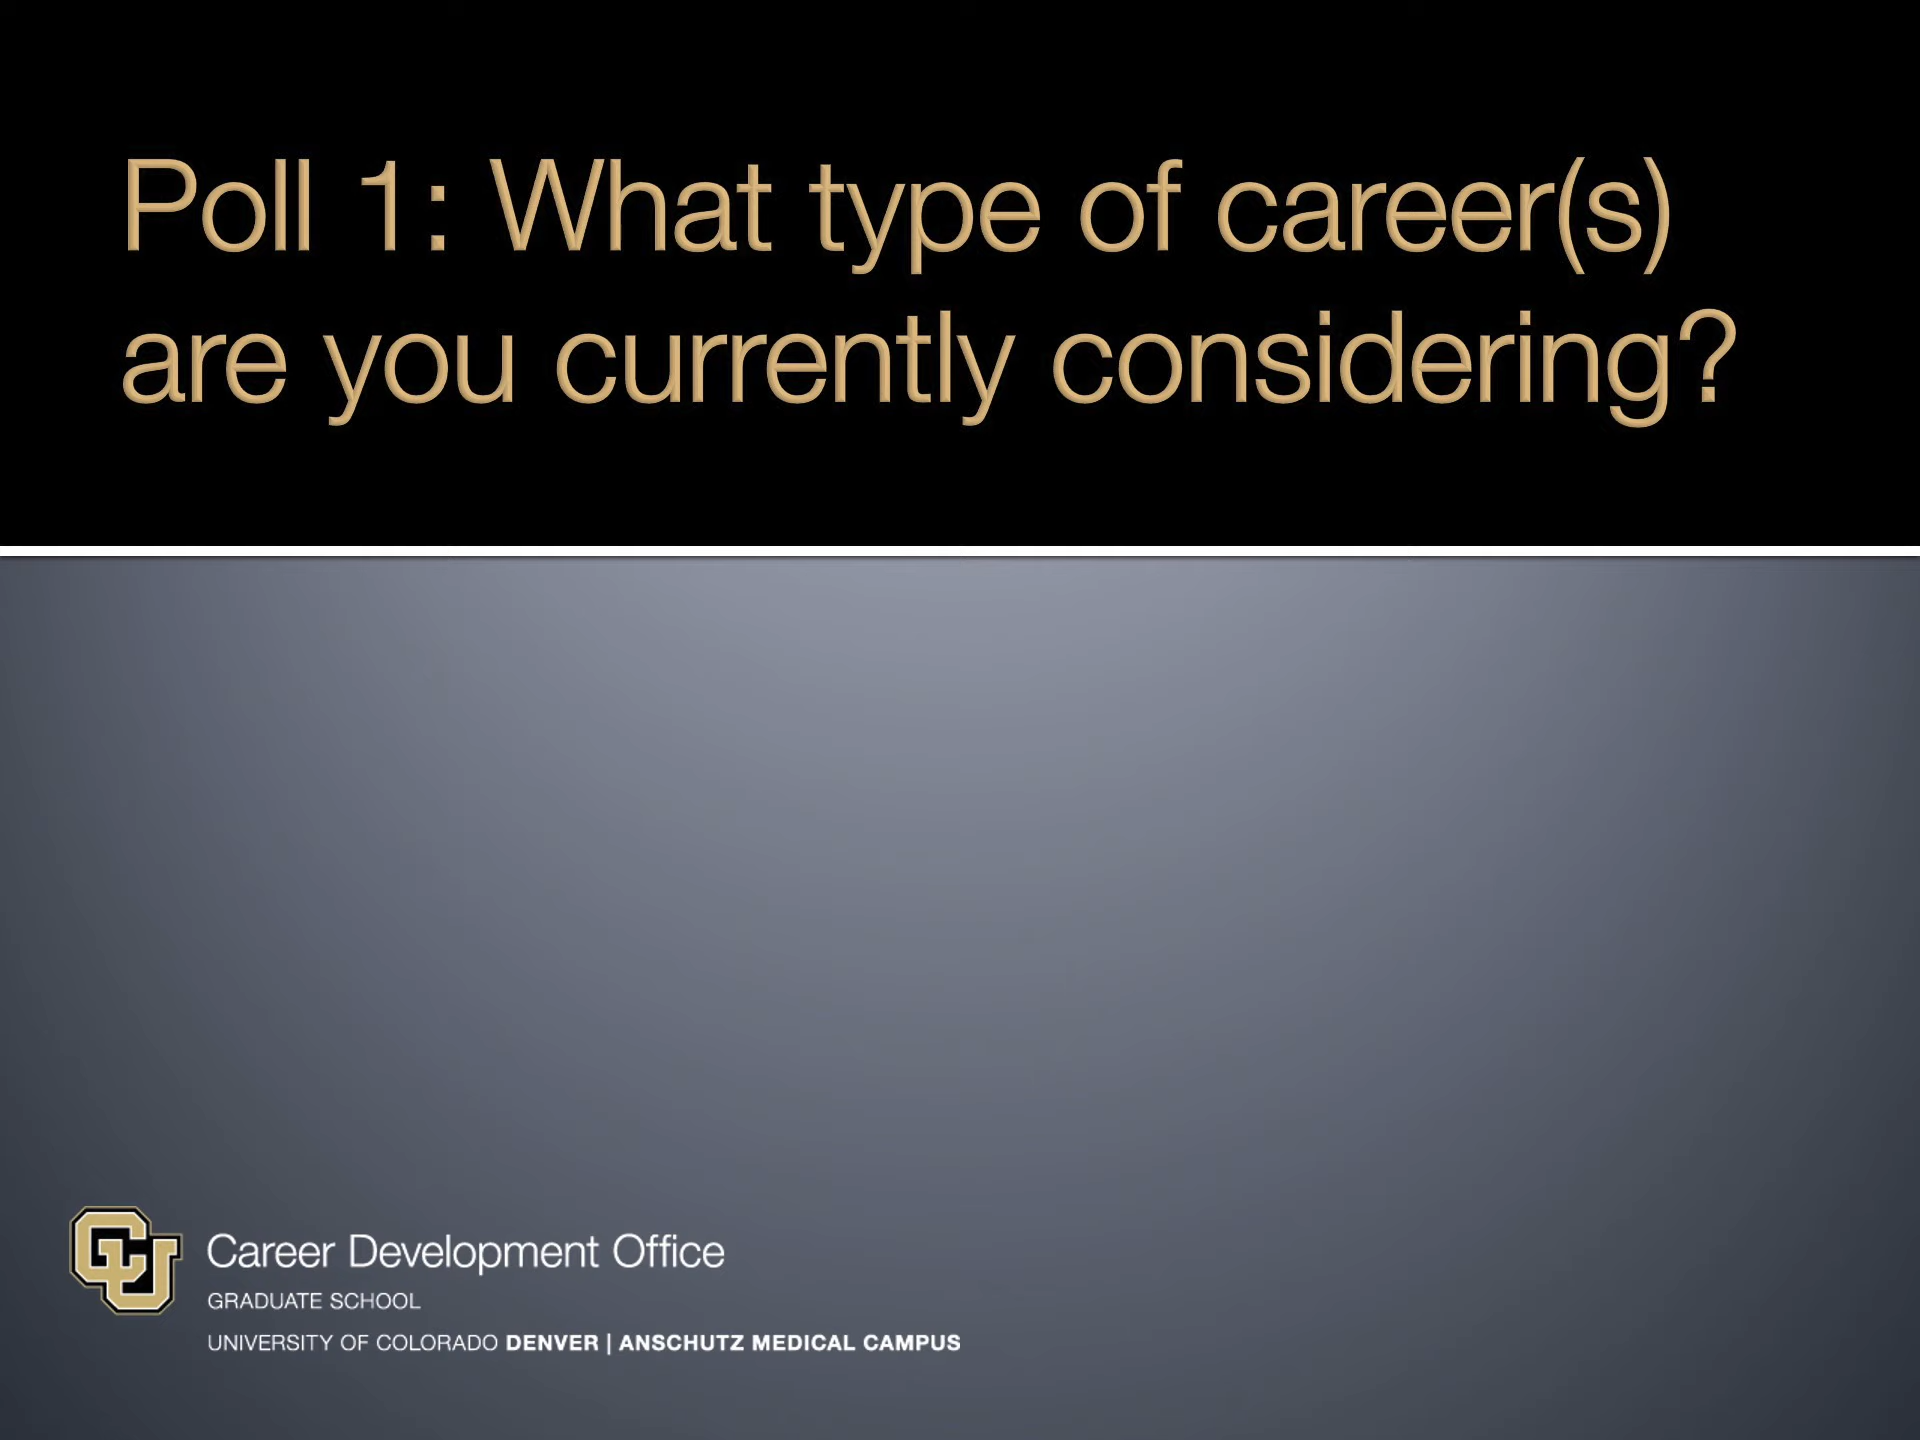 Poll 1: What type of career(s)
are you currently considering?
CU
Career Development Office
GRADUATE SCHOOL
UNIVERSITY OF COLORADO DENVER | ANSCHUTZ MEDICAL CAMPUS